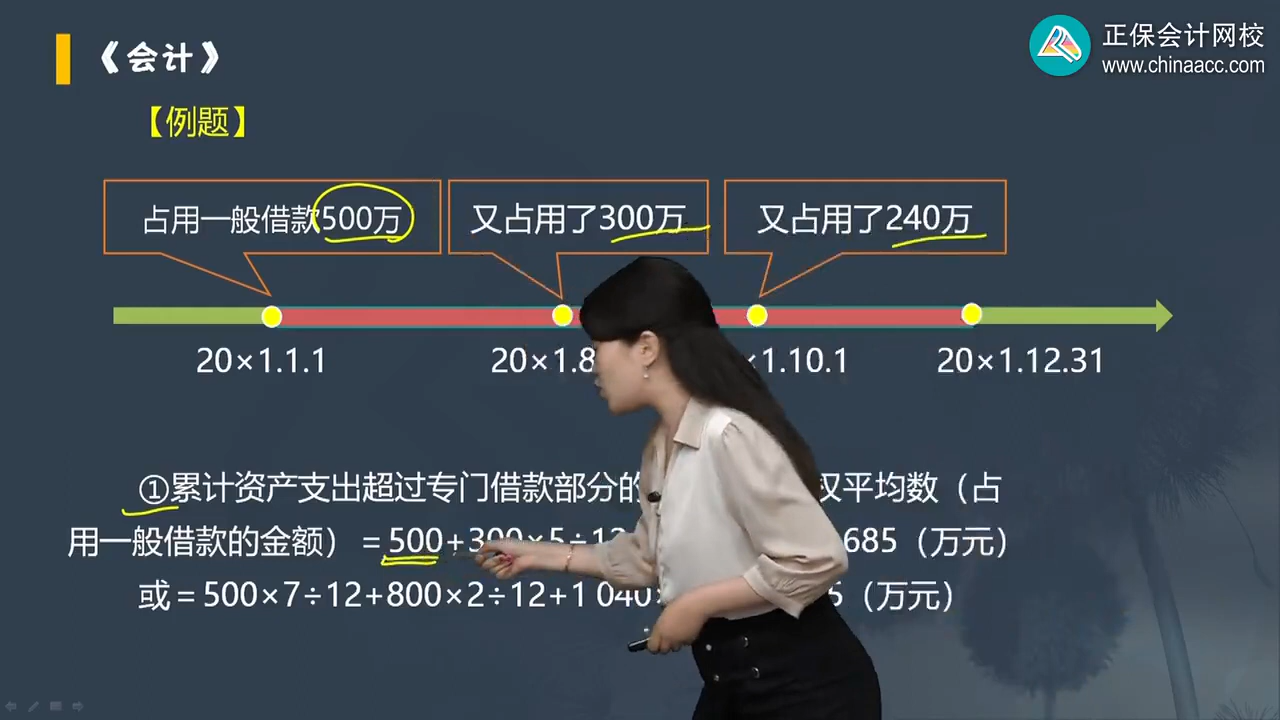 《会计》
正保会计网校
www.chinaacc.com
【例题】
占用一般借款500万
又占用了300万
又占用了240万
20×1.1.1
20×1.8
×1.10.1
20×1.12.31
①累计资产支出超过专门借款部分的 权平均数（占
用一般借款的金额）＝500+300×5÷12 685（万元）
或＝500×7÷12+800×2÷12+1 040 5（万元）